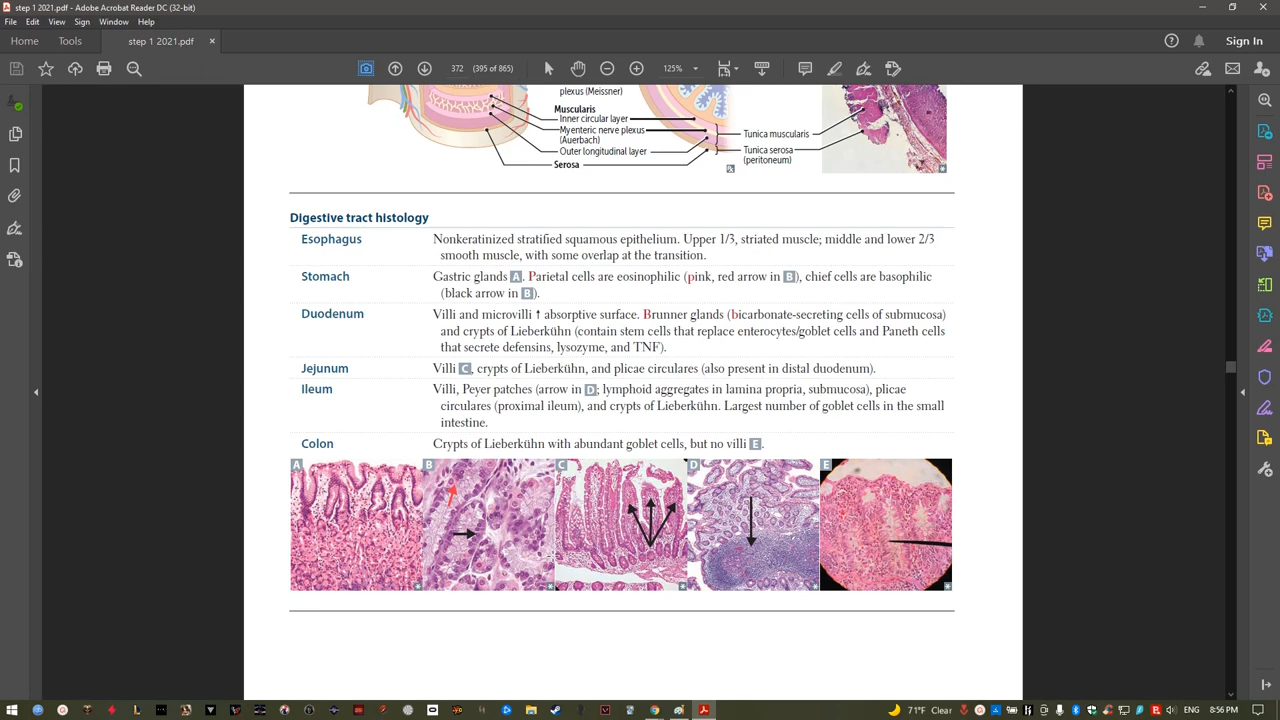 step 1 2021.pdf - Adobe Acrobat Reader DC (32-bit)
File Edit View Sign Window Help
Home Tools step 1 2021.pdf × Sign In
372 (395 of 865) 125%
plexus (Meissner)
Muscularis
Inner circular layer
Myenteric nerve plexus
(Auerbach)
Outer longitudinal layer
Serosa
Tunica muscularis
Tunica serosa
(peritoneum)
Digestive tract histology
Esophagus Nonkeratinized stratified squamous epithelium. Upper 1/3, striated muscle; middle and lower 2/3
smooth muscle, with some overlap at the transition.
Stomach Gastric glands A. Parietal cells are eosinophilic (pink, red arrow in B), chief cells are basophilic
(black arrow in B).
Duodenum Villi and microvilli ↑ absorptive surface. Brunner glands (bicarbonate-secreting cells of submucosa)
and crypts of Lieberkühn (contain stem cells that replace enterocytes/goblet cells and Paneth cells
that secrete defensins, lysozyme, and TNF).
Jejunum Villi C, crypts of Lieberkühn, and plicae circulares (also present in distal duodenum).
Ileum Villi, Peyer patches (arrow in D; lymphoid aggregates in lamina propria, submucosa), plicae
circulares (proximal ileum), and crypts of Lieberkühn. Largest number of goblet cells in the small
intestine.
Colon Crypts of Lieberkühn with abundant goblet cells, but no villi E.
A B C D E
71°F Clear ENG 8:56 PM